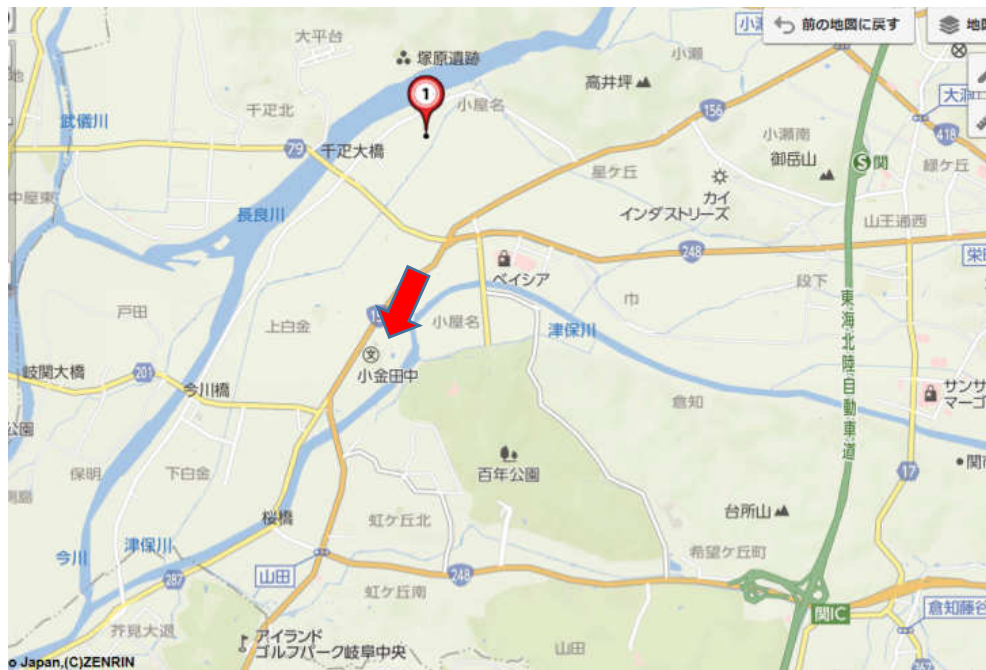 小瀬
前の地図に戻す
地図
大平台
塚原遺跡
小瀬
高井坪
1
小屋名
千疋北
武儀川
156
大洞
418
79
千疋大橋
小瀬南
御岳山
S 関
緑ケ丘
星ケ丘
中屋東
カイ
インダストリーズ
長良川
山王通西
248
栄町
ベイシア
段下
巾
戸田
上白金
小屋名
津保川
東海北陸自動車道
文
小金田中
岐関大橋
201
今川橋
倉知
サンサ
マーゴ
公園
保明
下白金
百年公園
17
関市
台所山
桜橋
虹ケ丘北
津保川
今川
希望ケ丘町
287
山田
248
虹ケ丘南
関IC
倉知藤谷
芥見大退
アイランド
ゴルフパーク岐阜中央
山田
o Japan,(C)ZENRIN